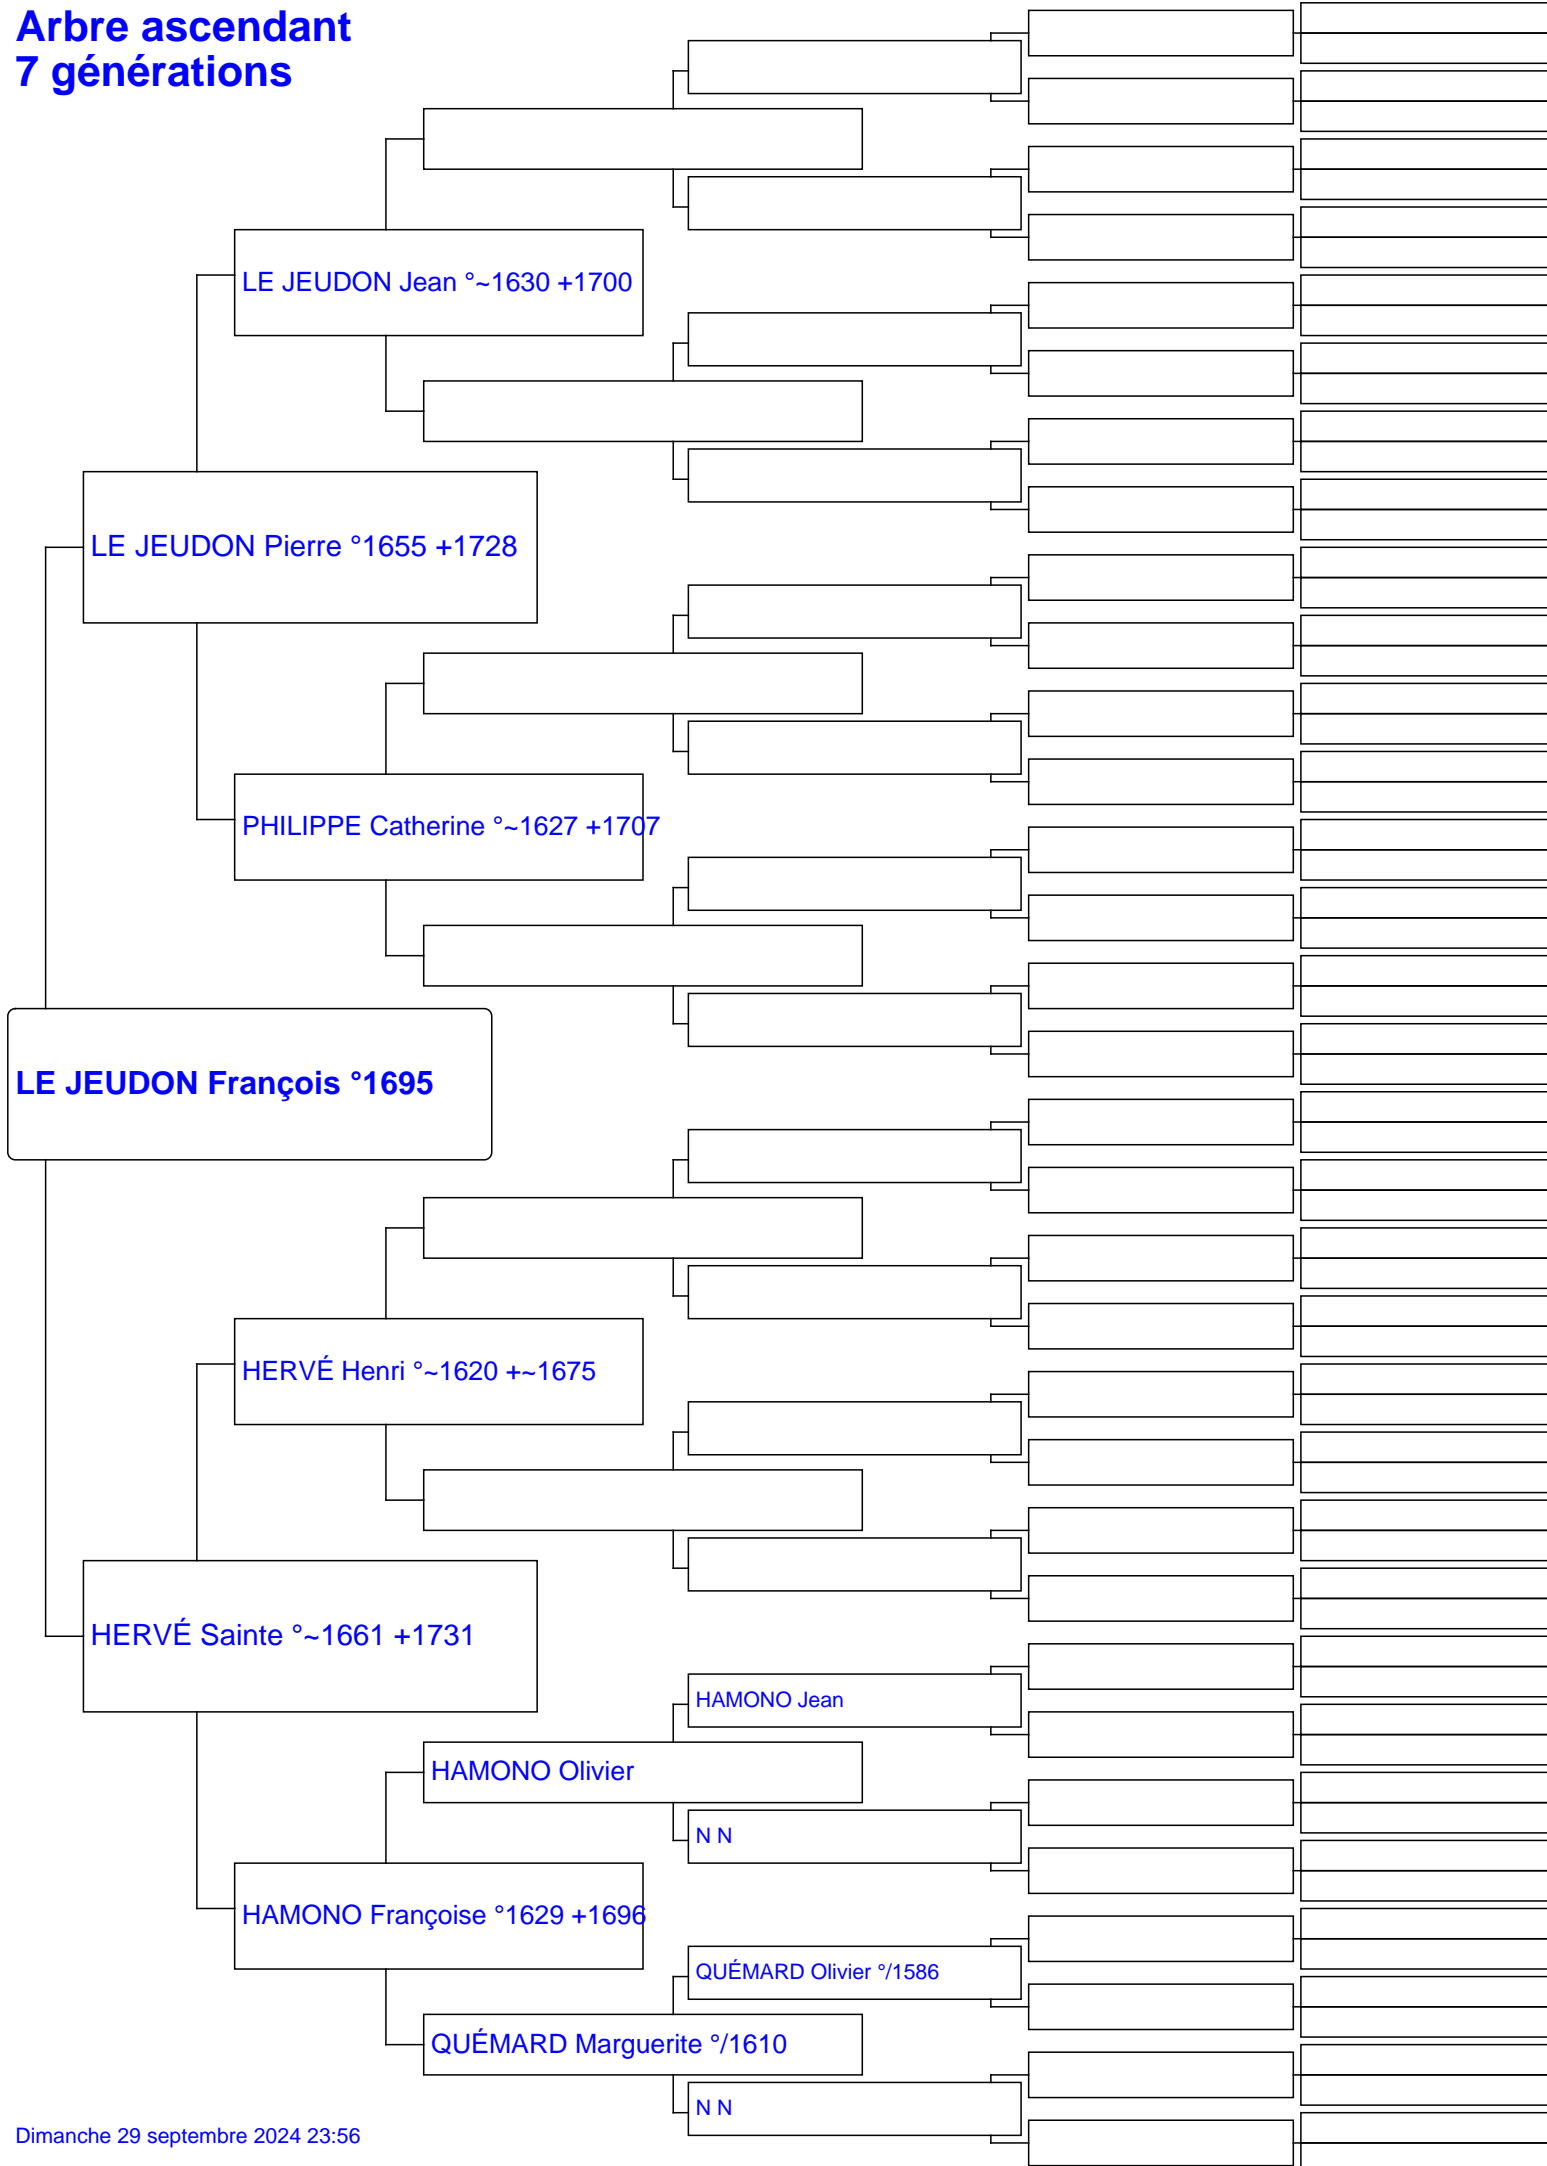 Arbre ascendant
7 générations
LE JEUDON Jean °~1630 +1700
LE JEUDON Pierre °1655 +1728
PHILIPPE Catherine °~1627 +1707
LE JEUDON François °1695
HERVÉ Henri °~1620 +~1675
HERVÉ Sainte °~1661 +1731
HAMONO Jean
HAMONO Olivier
N N
HAMONO Françoise °1629 +1696
QUÉMARD Olivier °/1586
QUÉMARD Marguerite °/1610
N N
Dimanche 29 septembre 2024 23:56